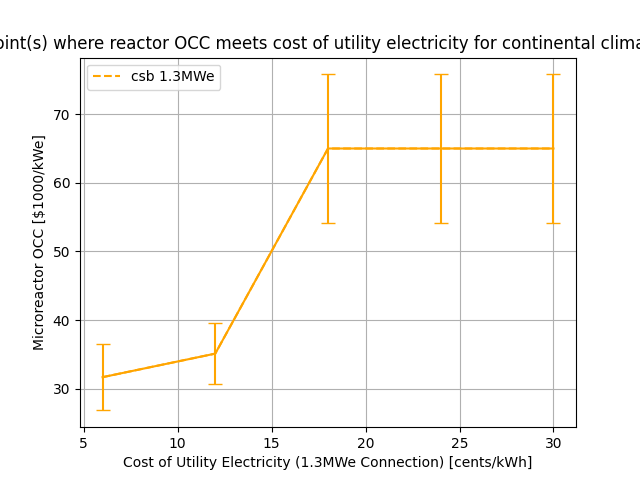 oint(s) where reactor OCC meets cost of utility electricity for continental clima
csb 1.3MWe
Microreactor OCC [$1000/kWe]
70
60
50
40
30
5 10 15 20 25 30
Cost of Utility Electricity (1.3MWe Connection) [cents/kWh]